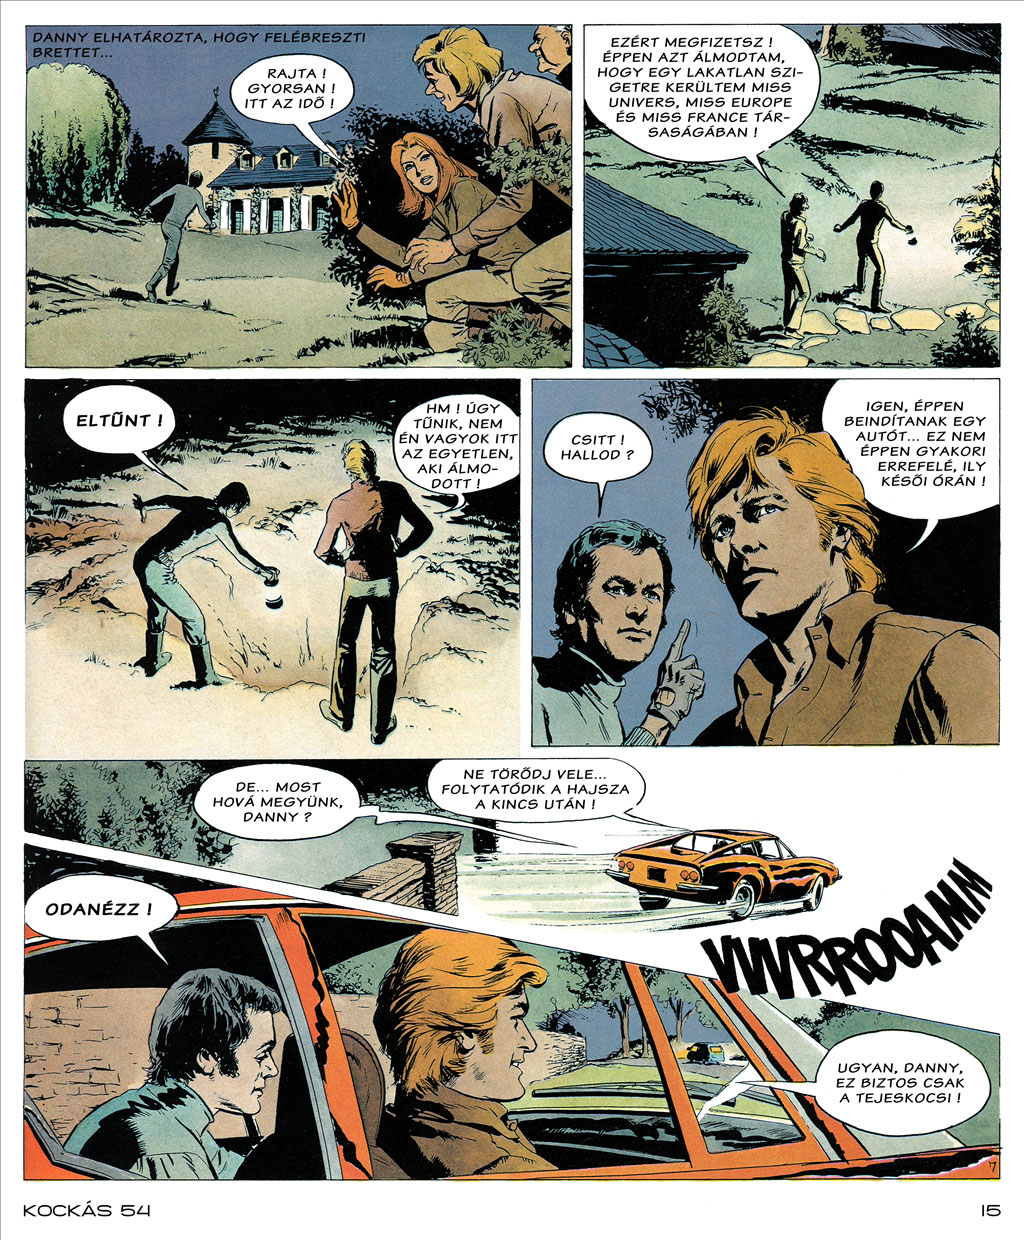 DANNY ELHATÁROZTA, HOGY FELÉBRESZTI
BRETTET...
RAJTA !
GYORSAN !
ITT AZ IDŐ !
EZÉRT MEGFIZETSZ !
ÉPPEN AZT ÁLMODTAM,
HOGY EGY LAKATLAN SZI-
GETRE KERÜLTEM MISS
UNIVERS, MISS EUROPE
ÉS MISS FRANCE TÁR-
SASÁGÁBAN !
ELTŰNT !
HM ! ÚGY
TŰNIK, NEM
ÉN VAGYOK ITT
AZ EGYETLEN,
AKI ÁLMO-
DOTT !
CSITT !
HALLOD ?
IGEN, ÉPPEN
BEINDÍTANAK EGY
AUTÓT... EZ NEM
ÉPPEN GYAKORI
ERREFELÉ, ILY
KÉSŐI ÓRÁN !
DE... MOST
HOVÁ MEGYÜNK,
DANNY ?
NE TÖRŐDJ VELE...
FOLYTATÓDIK A HAJSZA
A KINCS UTÁN !
VVVRROOAMM
ODANÉZZ !
UGYAN, DANNY,
EZ BIZTOS CSAK
A TEJESKOCSI !
7
KOCKÁS 54
15